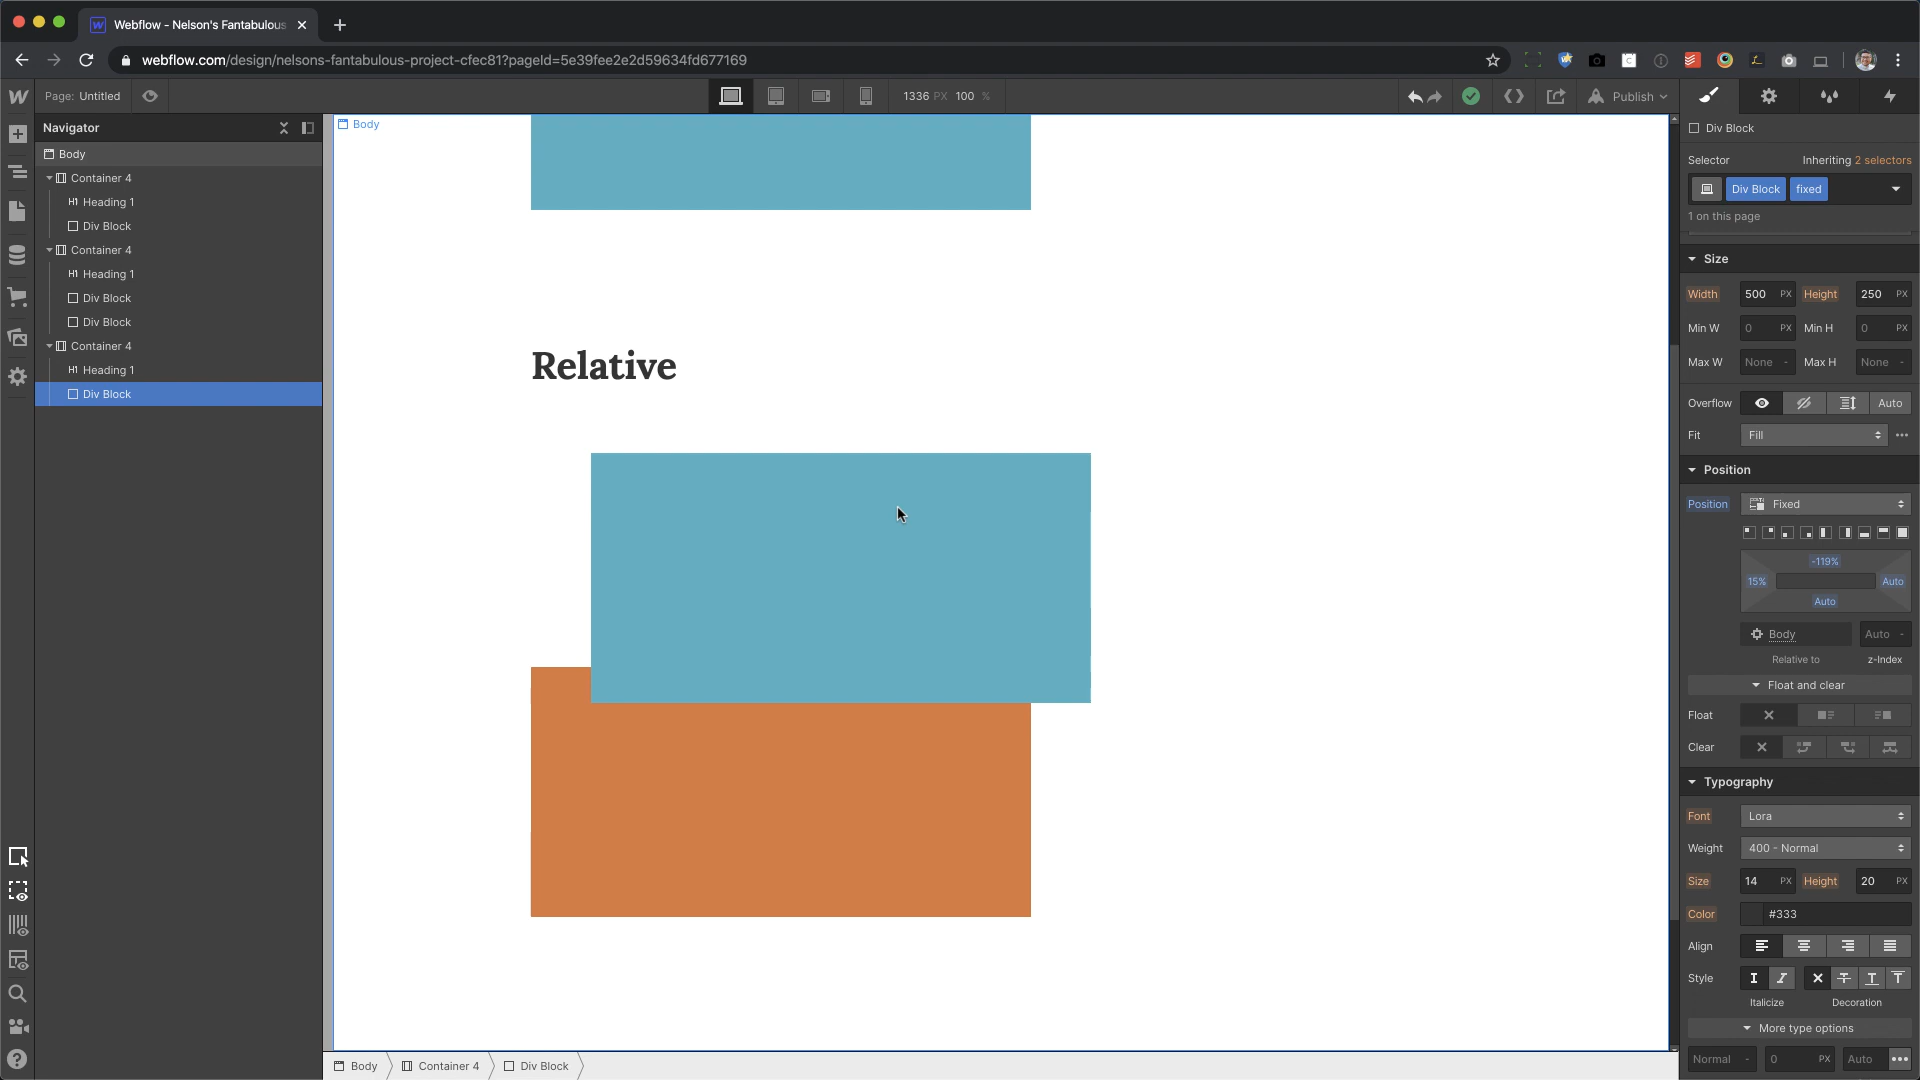 Webflow - Nelson's Fantabulous
webflow.com/design/nelsons-fantabulous-project-cfec81?pageId=5e39fee2e2d59634fd677169
Page: Untitled
1336 PX 100 %
Publish
Navigator
Body
Container 4
H1 Heading 1
Div Block
Container 4
H1 Heading 1
Div Block
Div Block
Container 4
H1 Heading 1
Div Block
Body
Relative
Body
Container 4
Div Block
Div Block
Selector Inheriting 2 selectors
Div Block fixed
1 on this page
Size
Width 500 PX Height 250 PX
Min W 0 PX Min H 0 PX
Max W None - Max H None -
Overflow Auto
Fit Fill
Position
Position Fixed
-119%
15% Auto
Auto
Body Auto -
Relative to z-Index
Float and clear
Float
Clear
Typography
Font Lora
Weight 400 - Normal
Size 14 PX Height 20 PX
Color #333
Align
Style
Italicize Decoration
More type options
Normal - 0 PX Auto